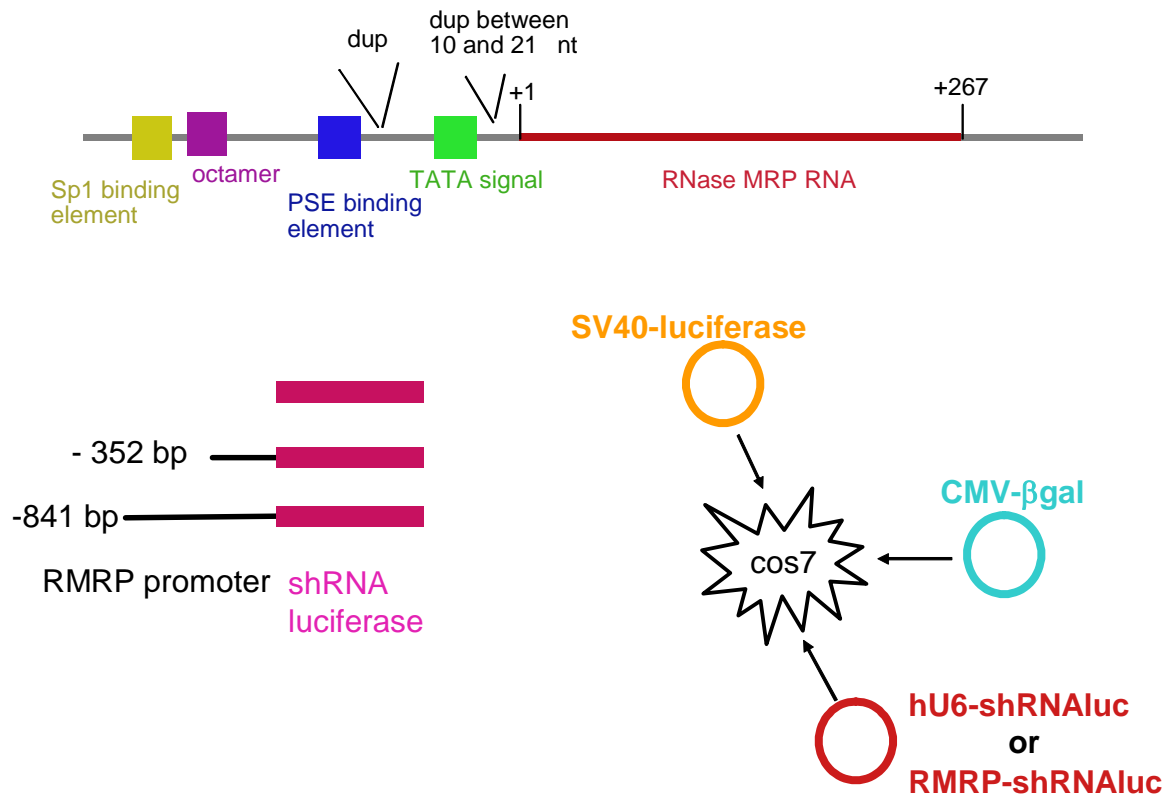 dup
dup between
10 and 21 nt
+1
+267
Sp1 binding
element
octamer
PSE binding
element
TATA signal
RNase MRP RNA
- 352 bp
-841 bp
RMRP promoter
shRNA
luciferase
SV40-luciferase
CMV-βgal
cos7
hU6-shRNAluc
or
RMRP-shRNAluc